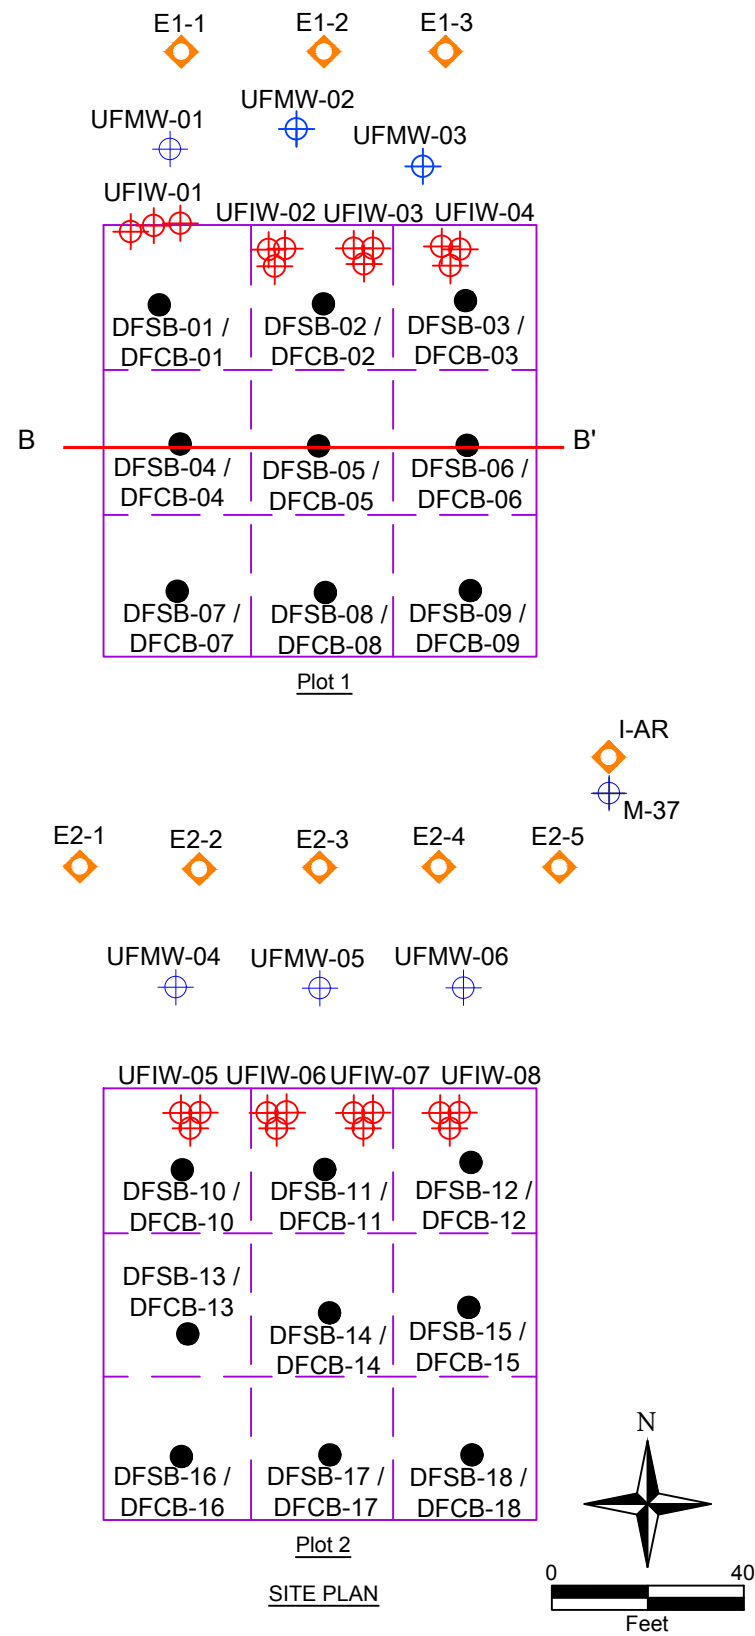 E1-1 E1-2 E1-3
UFMW-02
UFMW-01
UFMW-03
UFIW-01
UFIW-02 UFIW-03 UFIW-04
DFSB-01 / DFSB-02 / DFSB-03 /
DFCB-01 DFCB-02 DFCB-03
B B'
DFSB-04 / DFSB-05 / DFSB-06 /
DFCB-04 DFCB-05 DFCB-06
DFSB-07 / DFSB-08 / DFSB-09 /
DFCB-07 DFCB-08 DFCB-09
Plot 1
I-AR
M-37
E2-1 E2-2 E2-3 E2-4 E2-5
UFMW-04 UFMW-05 UFMW-06
UFIW-05 UFIW-06 UFIW-07 UFIW-08
DFSB-10 / DFSB-11 / DFSB-12 /
DFCB-10 DFCB-11 DFCB-12
DFSB-13 /
DFCB-13
DFSB-14 / DFSB-15 /
DFCB-14 DFCB-15
DFSB-16 / DFSB-17 / DFSB-18 /
DFCB-16 DFCB-17 DFCB-18
Plot 2
SITE PLAN
N
0 40
Feet